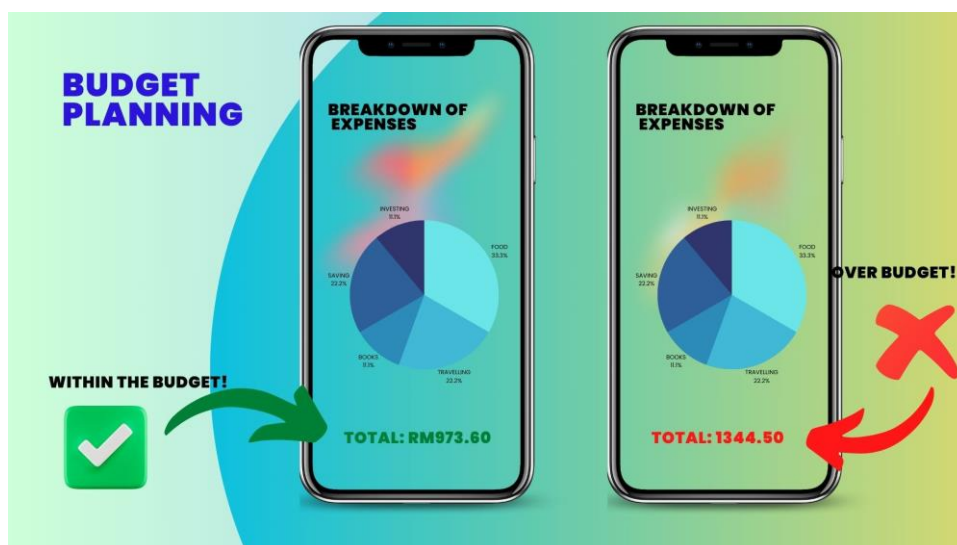 BUDGET
PLANNING
WITHIN THE BUDGET!
BREAKDOWN OF
EXPENSES
INVESTING
11.1%
FOOD
33.3%
SAVING
22.2%
BOOKS
11.1%
TRAVELLING
22.2%
TOTAL: RM973.60
BREAKDOWN OF
EXPENSES
INVESTING
11.1%
FOOD
33.3%
SAVING
22.2%
BOOKS
11.1%
TRAVELLING
22.2%
TOTAL: 1344.50
OVER BUDGET!